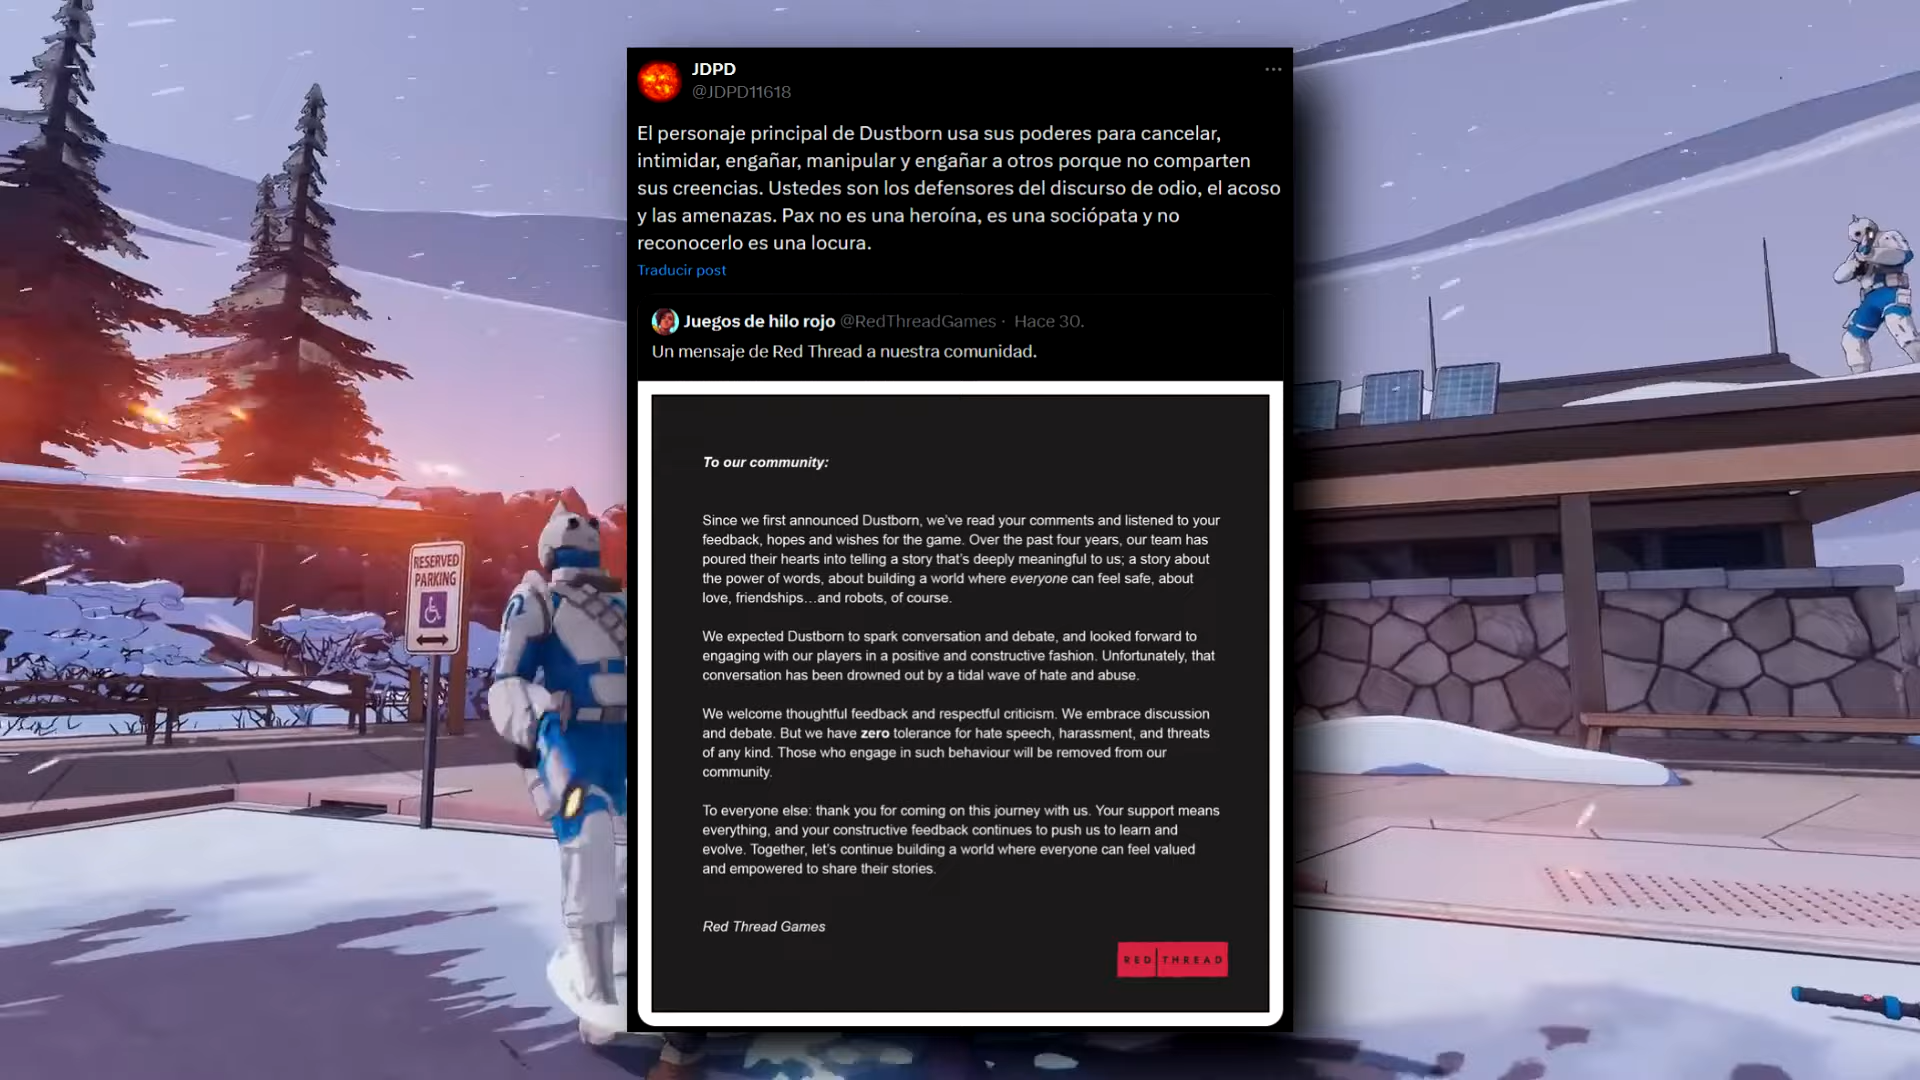 JDPD
@JDPD11618
El personaje principal de Dustborn usa sus poderes para cancelar,
intimidar, engañar, manipular y engañar a otros porque no comparten
sus creencias. Ustedes son los defensores del discurso de odio, el acoso
y las amenazas. Pax no es una heroína, es una sociópata y no
reconocerlo es una locura.
Traducir post
Juegos de hilo rojo @RedThreadGames · Hace 30.
Un mensaje de Red Thread a nuestra comunidad.
To our community:
Since we first announced Dustborn, we've read your comments and listened to your
feedback, hopes and wishes for the game. Over the past four years, our team has
poured their hearts into telling a story that's deeply meaningful to us; a story about
the power of words, about building a world where everyone can feel safe, about
love, friendships...and robots, of course.
We expected Dustborn to spark conversation and debate, and looked forward to
engaging with our players in a positive and constructive fashion. Unfortunately, that
conversation has been drowned out by a tidal wave of hate and abuse.
We welcome thoughtful feedback and respectful criticism. We embrace discussion
and debate. But we have zero tolerance for hate speech, harassment, and threats
of any kind. Those who engage in such behaviour will be removed from our
community.
To everyone else: thank you for coming on this journey with us. Your support means
everything, and your constructive feedback continues to push us to learn and
evolve. Together, let's continue building a world where everyone can feel valued
and empowered to share their stories.
Red Thread Games
RED THREAD
RESERVED
PARKING